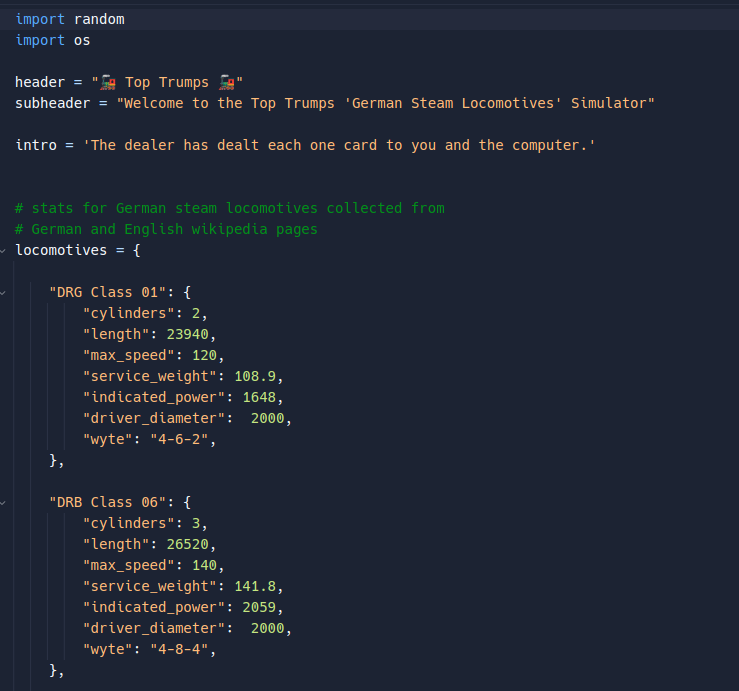 import random
import os
header = "🚂 Top Trumps 🚂"
subheader = "Welcome to the Top Trumps 'German Steam Locomotives' Simulator"
intro = 'The dealer has dealt each one card to you and the computer.'
# stats for German steam locomotives collected from
# German and English wikipedia pages
locomotives = {
    "DRG Class 01": {
        "cylinders": 2,
        "length": 23940,
        "max_speed": 120,
        "service_weight": 108.9,
        "indicated_power": 1648,
        "driver_diameter":  2000,
        "wyte": "4-6-2",
    },
    "DRB Class 06": {
        "cylinders": 3,
        "length": 26520,
        "max_speed": 140,
        "service_weight": 141.8,
        "indicated_power": 2059,
        "driver_diameter":  2000,
        "wyte": "4-8-4",
    },